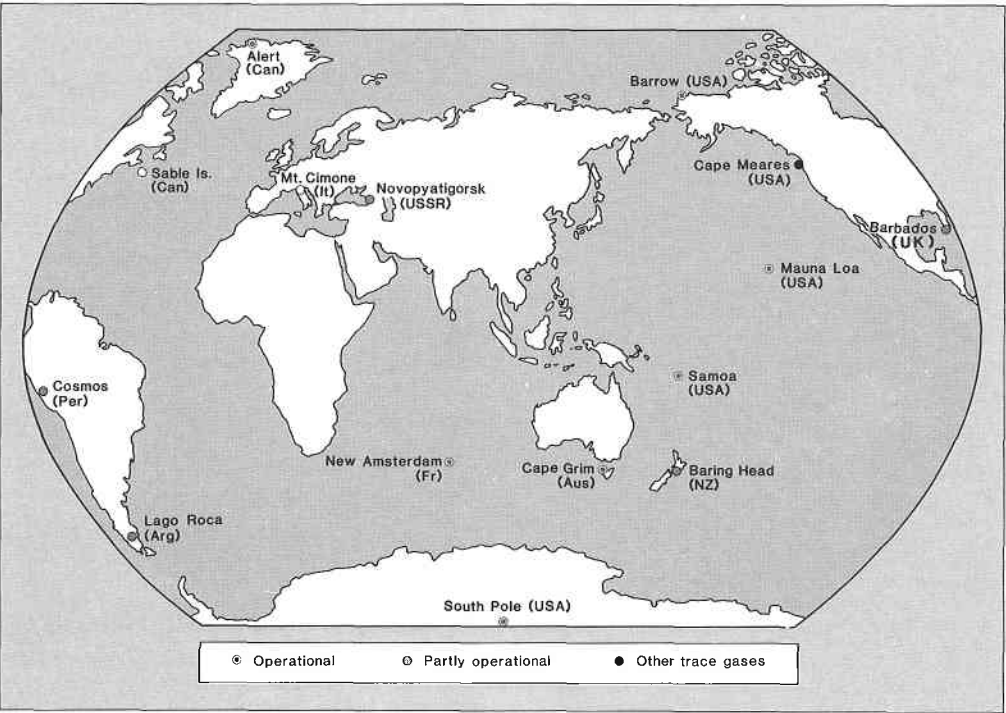 Alert
(Can)
Barrow (USA)
Cape Meares
(USA)
Sable Is.
(Can)
Mt. Cimone
(It)
Novopyatigorsk
(USSR)
Barbados
(UK)
Mauna Loa
(USA)
Cosmos
(Per)
Samoa
(USA)
New Amsterdam
(Fr)
Cape Grim
(Aus)
Baring Head
(NZ)
Lago Roca
(Arg)
South Pole (USA)
Operational
Partly operational
Other trace gases